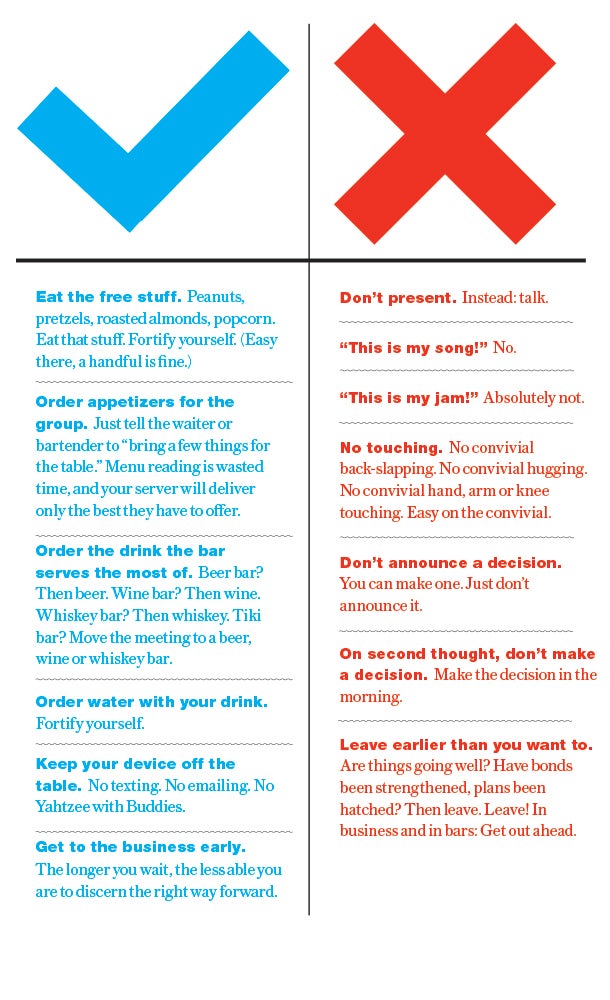 Eat the free stuff. Peanuts,
pretzels, roasted almonds, popcorn.
Eat that stuff. Fortify yourself. (Easy
there, a handful is fine.)
Order appetizers for the
group. Just tell the waiter or
bartender to “bring a few things for
the table.” Menu reading is wasted
time, and your server will deliver
only the best they have to offer.
Order the drink the bar
serves the most of. Beer bar?
Then beer. Wine bar? Then wine.
Whiskey bar? Then whiskey. Tiki
bar? Move the meeting to a beer,
wine or whiskey bar.
Order water with your drink.
Fortify yourself.
Keep your device off the
table. No texting. No emailing. No
Yahtzee with Buddies.
Get to the business early.
The longer you wait, the less able you
are to discern the right way forward.
Don’t present. Instead: talk.
“This is my song!” No.
“This is my jam!” Absolutely not.
No touching. No convivial
back-slapping. No convivial hugging.
No convivial hand, arm or knee
touching. Easy on the convivial.
Don’t announce a decision.
You can make one. Just don’t
announce it.
On second thought, don’t make
a decision. Make the decision in the
morning.
Leave earlier than you want to.
Are things going well? Have bonds
been strengthened, plans been
hatched? Then leave. Leave! In
business and in bars: Get out ahead.